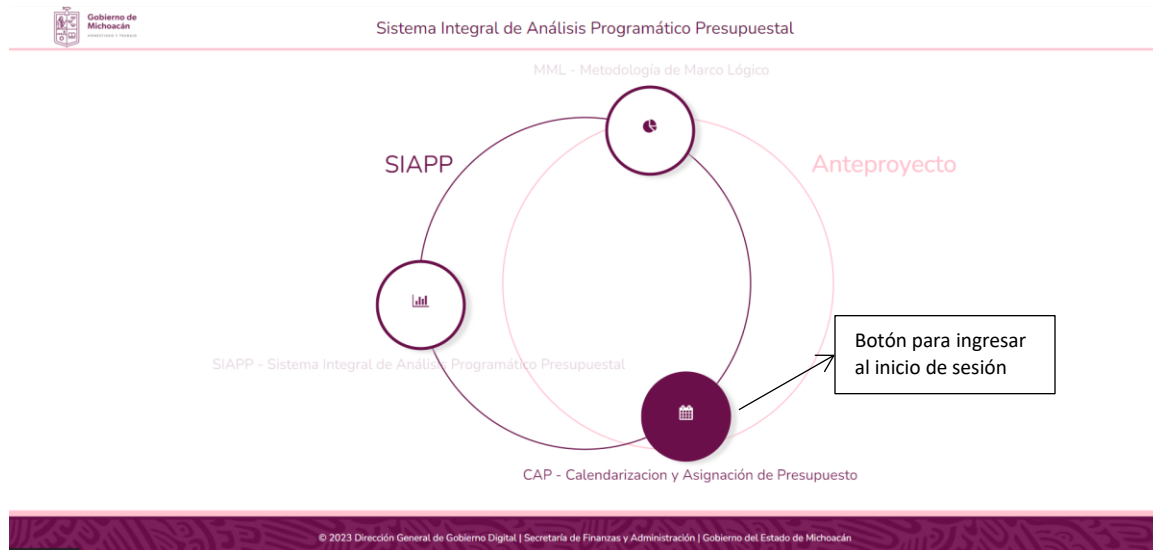 Gobierno de
Michoacán
HONESTIDAD Y TRABAJO
Sistema Integral de Análisis Programático Presupuestal
MML - Metodología de Marco Lógico
SIAPP
Anteproyecto
Botón para ingresar
al inicio de sesión
SIAPP - Sistema Integral de Análisis Programático Presupuestal
CAP - Calendarizacion y Asignación de Presupuesto
© 2023 Dirección General de Gobierno Digital | Secretaría de Finanzas y Administración | Gobierno del Estado de Michoacán